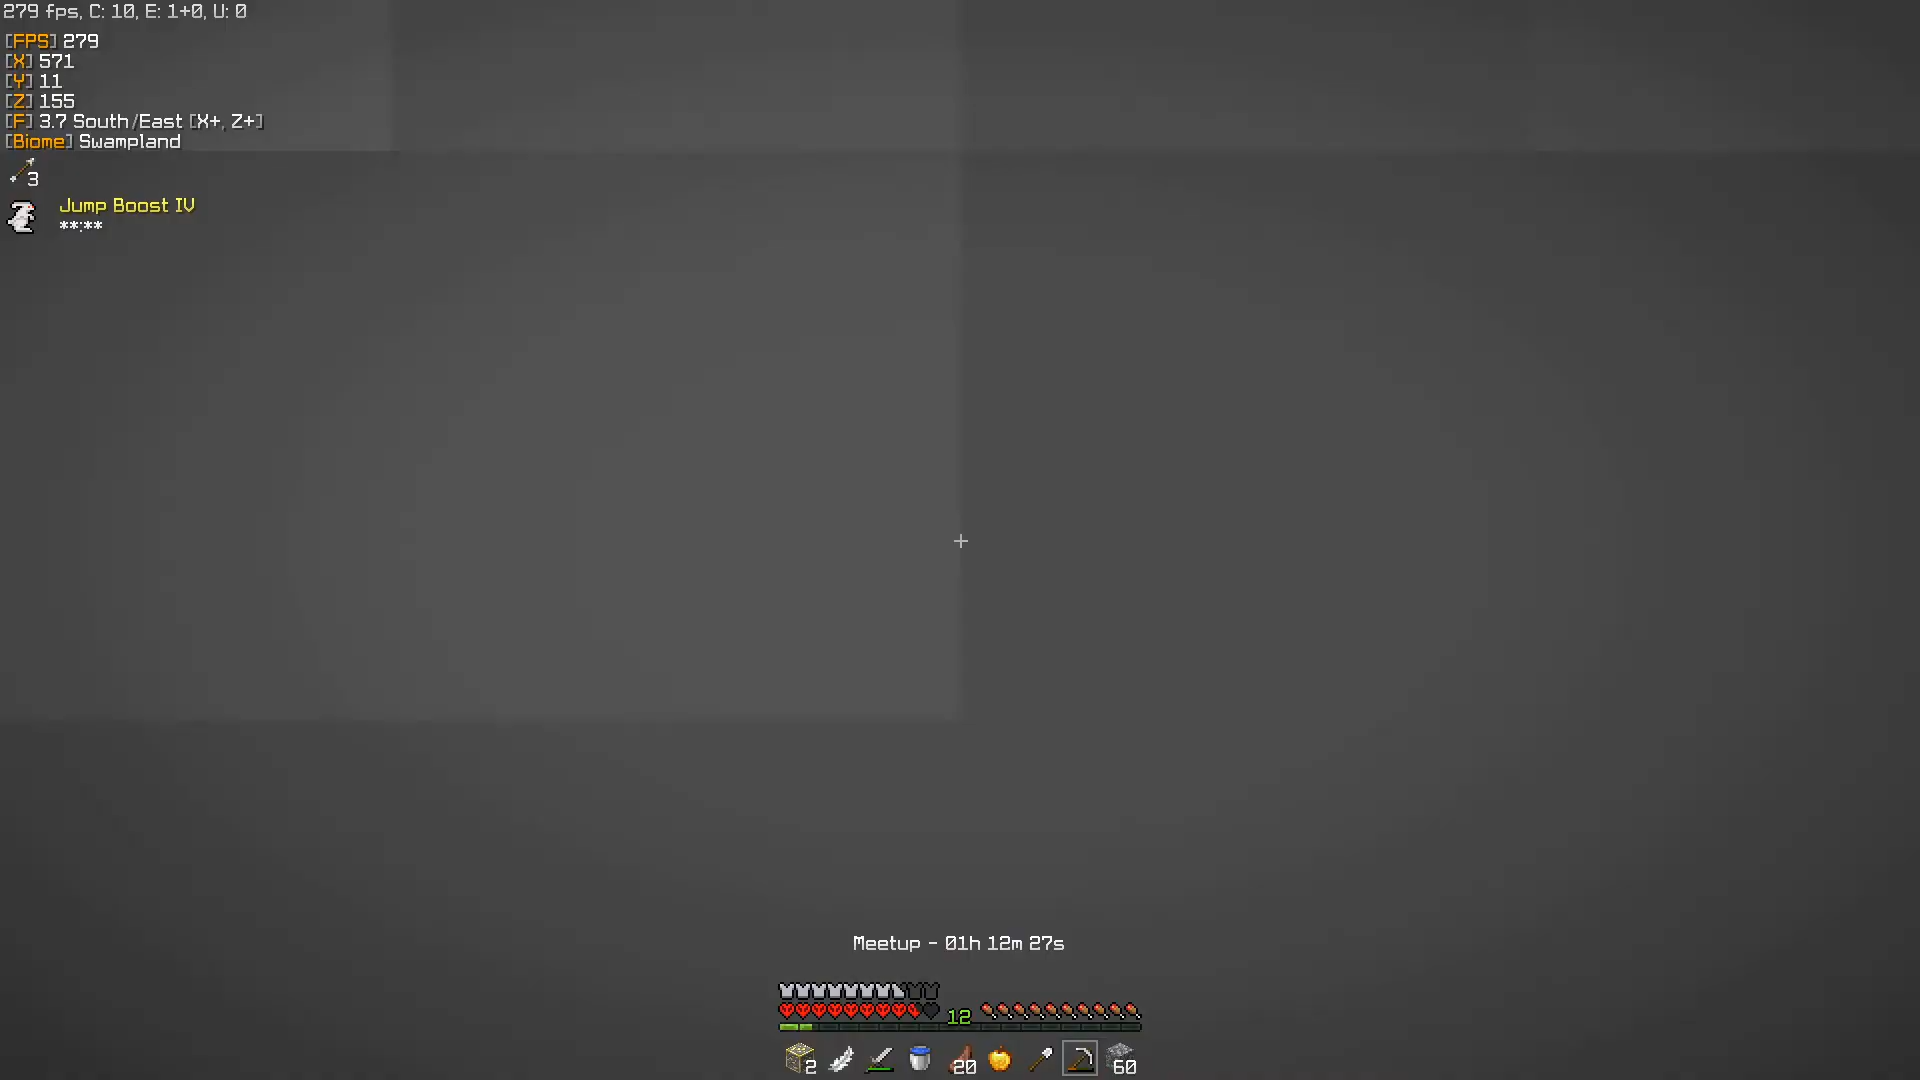 279 fps, C: 10, E: 1+0, U: 0
[FPS] 279
[X] 571
[Y] 11
[Z] 155
[F] 3.7 South/East [X+, Z+]
[Biome] Swampland
3
Jump Boost IV
**:**
Meetup - 01h 12m 27s
12
2 20 60